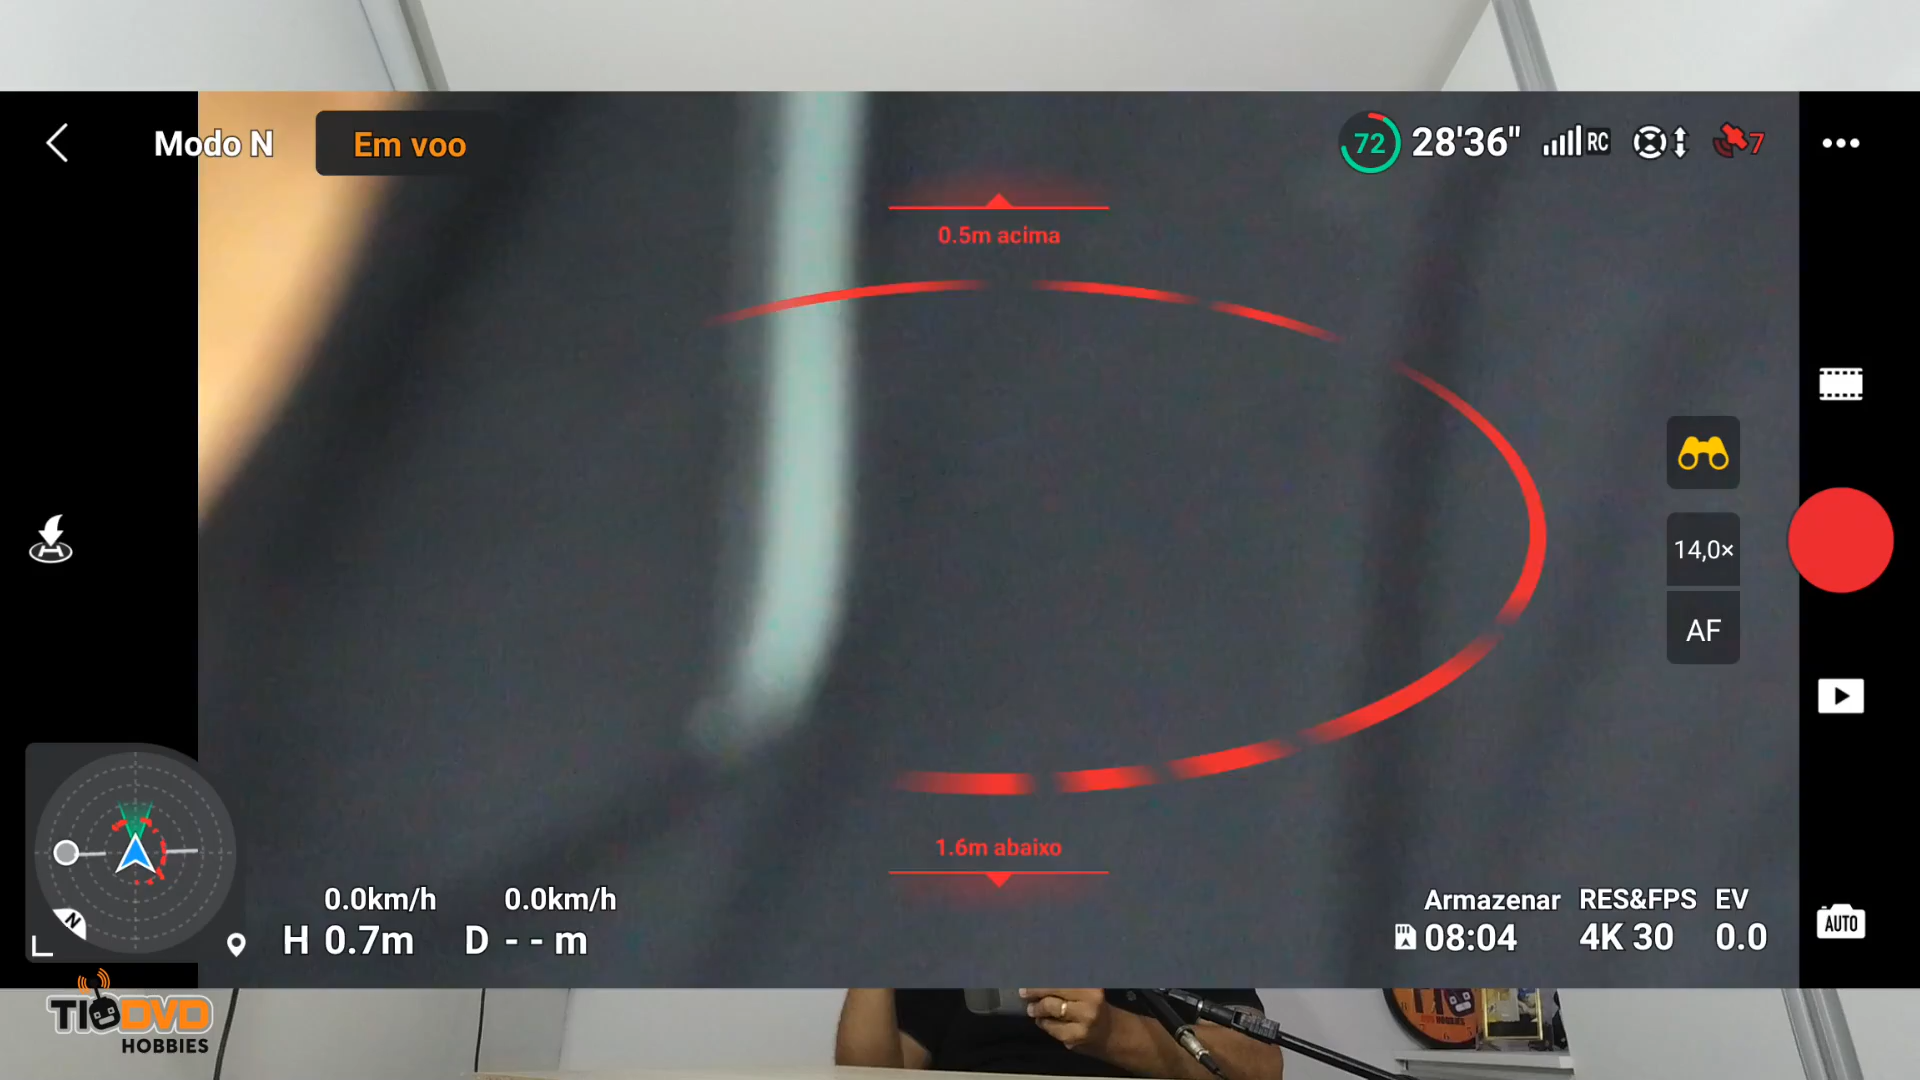 Modo N
Em voo
72
28'36"
RC
7
0.5m acima
14,0×
AF
1.6m abaixo
N
0.0km/h 0.0km/h
H 0.7m D - - m
Armazenar RES&FPS EV
08:04 4K 30 0.0
AUTO
TIODVD
HOBBIES